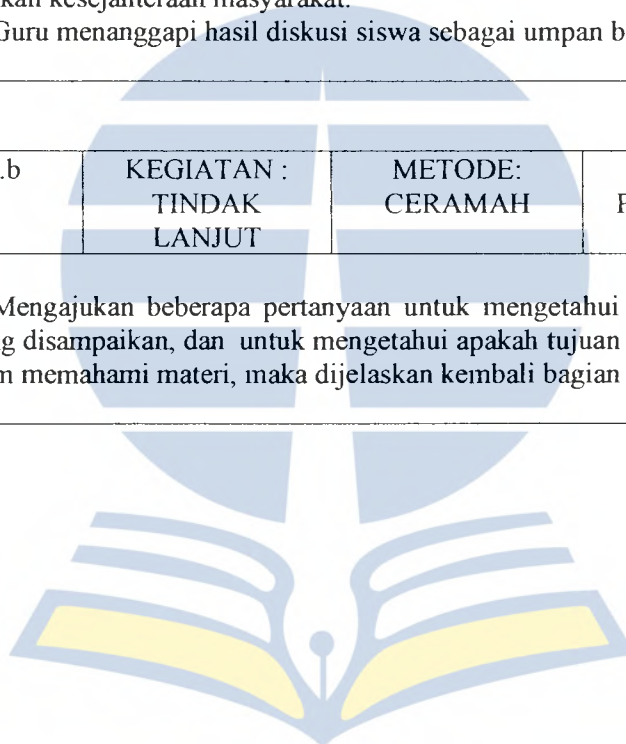 kan kesejahteraan masyarakat.
Guru menanggapi hasil diskusi siswa sebagai umpan b
.b
KEGIATAN :
TINDAK
LANJUT
METODE:
CERAMAH
Mengajukan beberapa pertanyaan untuk mengetahui
g disampaikan, dan untuk mengetahui apakah tujuan
m memahami materi, maka dijelaskan kembali bagian